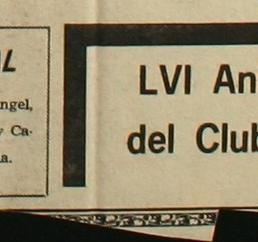 L
ngel,
y Ca-
a.
LVI An
del Club